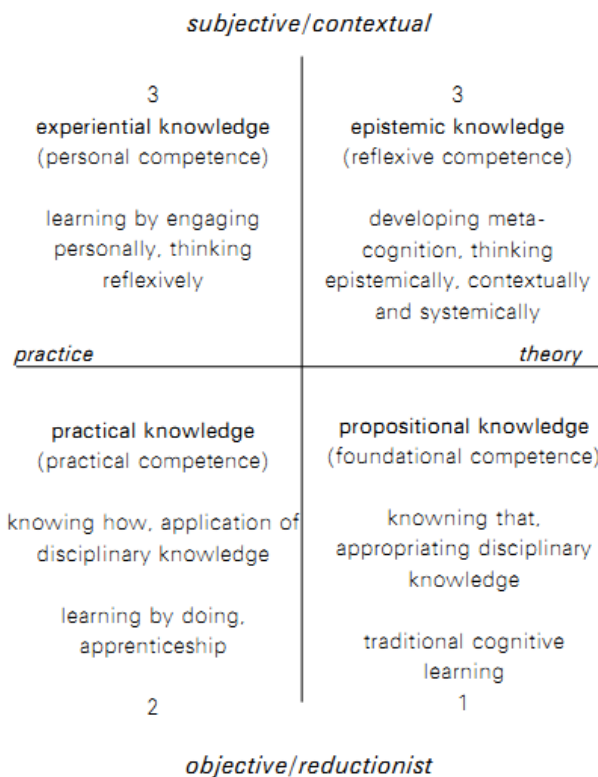 subjective/contextual
3
experiential knowledge
(personal competence)
learning by engaging
personally, thinking
reflexively
3
epistemic knowledge
(reflexive competence)
developing meta-
cognition, thinking
epistemically, contextually
and systemically
practice
theory
practical knowledge
(practical competence)
knowing how, application of
disciplinary knowledge
learning by doing,
apprenticeship
2
propositional knowledge
(foundational competence)
knowning that,
appropriating disciplinary
knowledge
traditional cognitive
learning
1
objective/reductionist